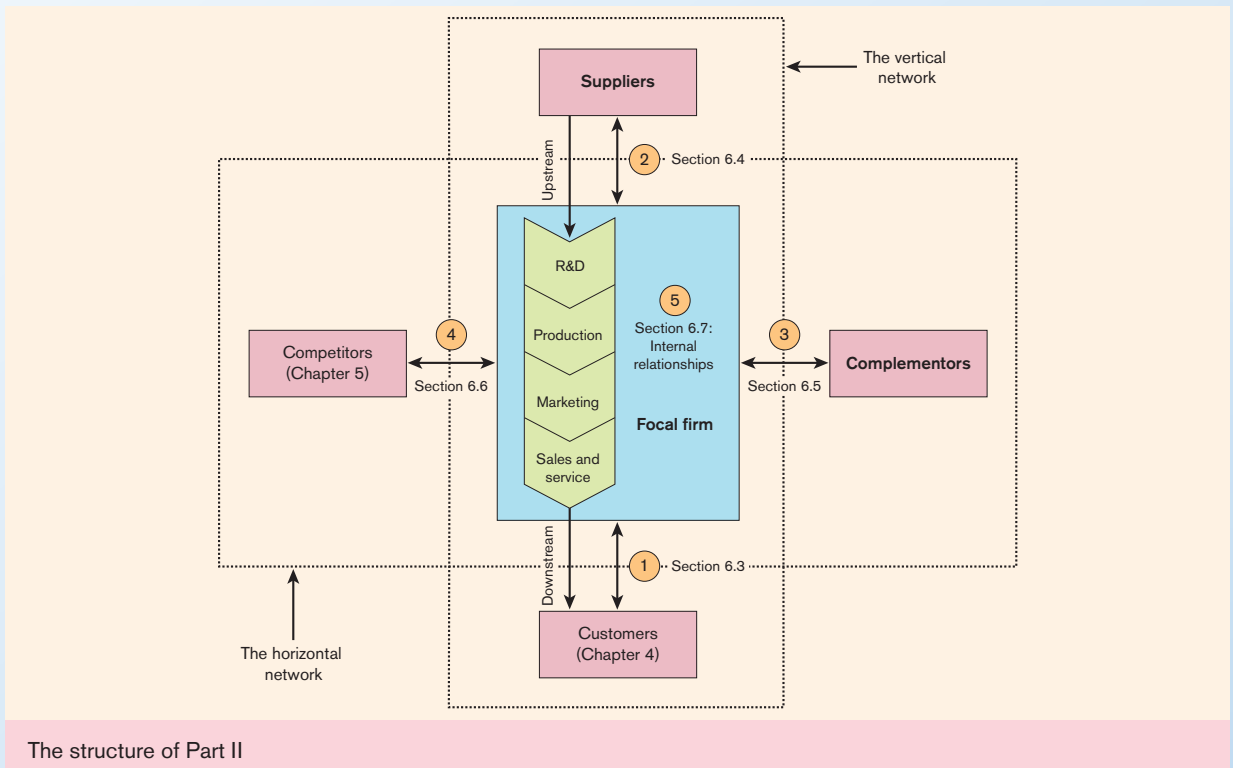 The vertical
network
Suppliers
Upstream
2
Section 6.4
R&D
Production
Marketing
Sales and
service
5
Section 6.7:
Internal
relationships
Focal firm
4
Section 6.6
Competitors
(Chapter 5)
3
Section 6.5
Complementors
Downstream
1
Section 6.3
Customers
(Chapter 4)
The horizontal
network
The structure of Part II